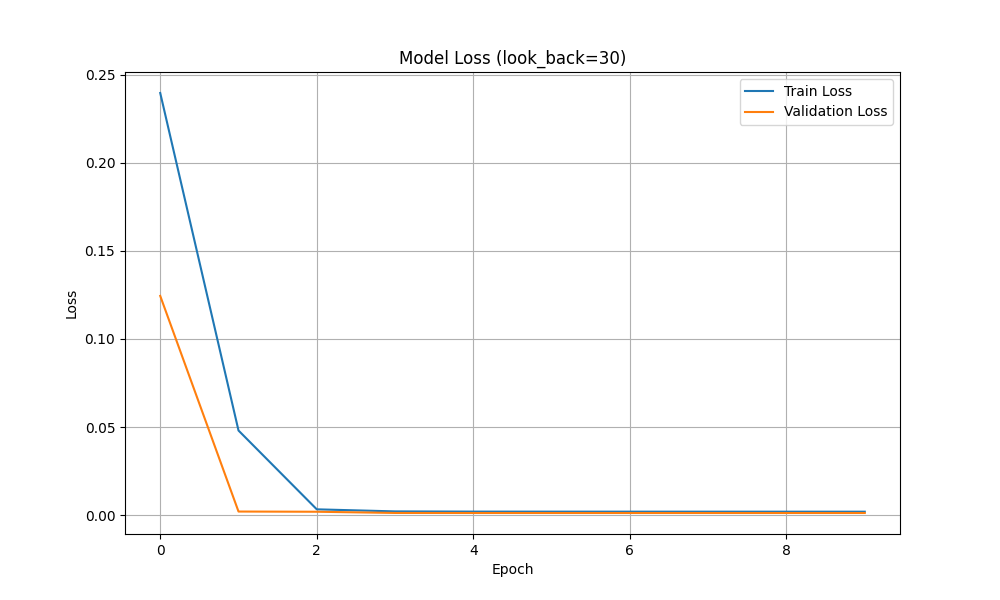 Model Loss (look_back=30)
Train Loss
Validation Loss
0.25
0.20
0.15
0.10
0.05
0.00
Loss
0 2 4 6 8
Epoch